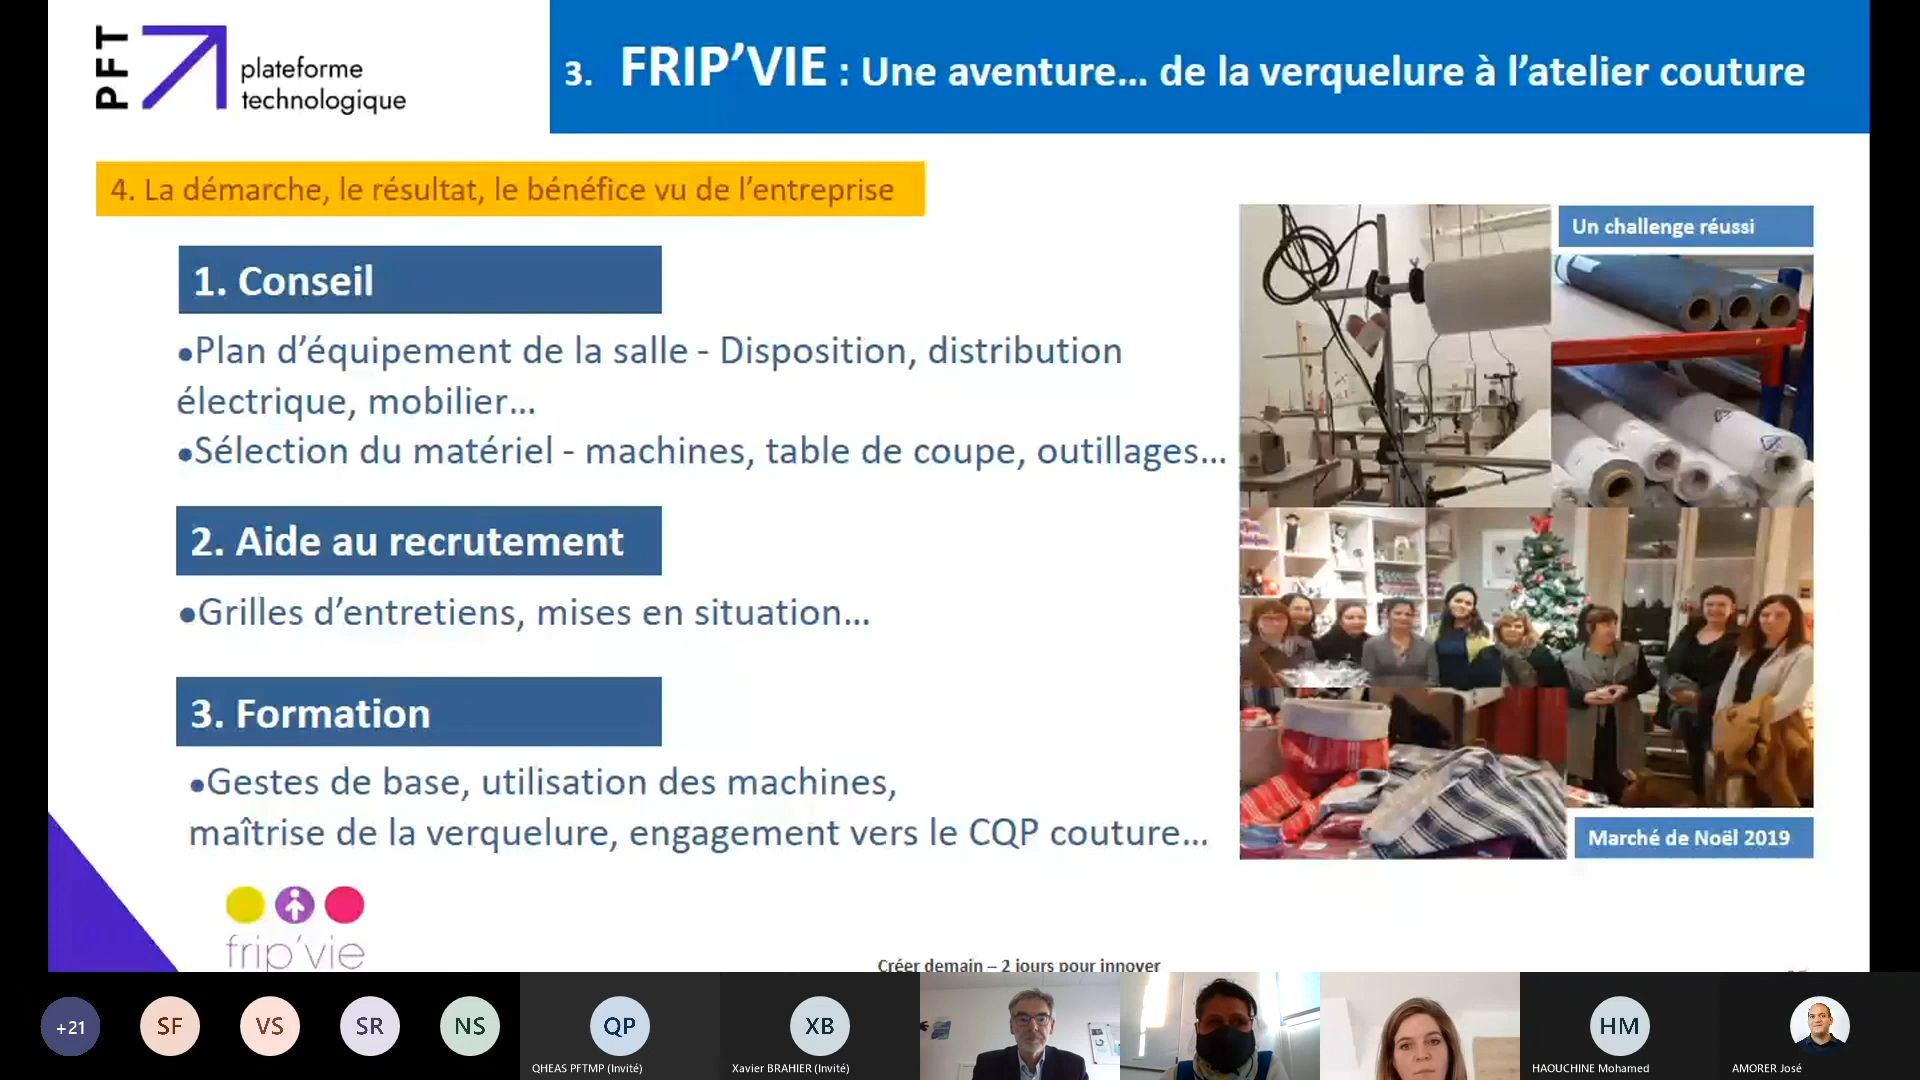 PFT
plateforme
technologique
3. FRIP'VIE : Une aventure... de la verquelure à l'atelier couture
4. La démarche, le résultat, le bénéfice vu de l'entreprise
1. Conseil
•Plan d'équipement de la salle - Disposition, distribution
électrique, mobilier...
•Sélection du matériel - machines, table de coupe, outillages...
2. Aide au recrutement
•Grilles d'entretiens, mises en situation...
3. Formation
•Gestes de base, utilisation des machines,
maîtrise de la verquelure, engagement vers le CQP couture...
Un challenge réussi
Marché de Noël 2019
frip'vie
Créer demain – 2 jours pour innover
+21
SF
VS
SR
NS
QP
QHEAS PFTMP (Invité)
XB
Xavier BRAHIER (Invité)
HM
HAOUCHINE Mohamed
AMORER José